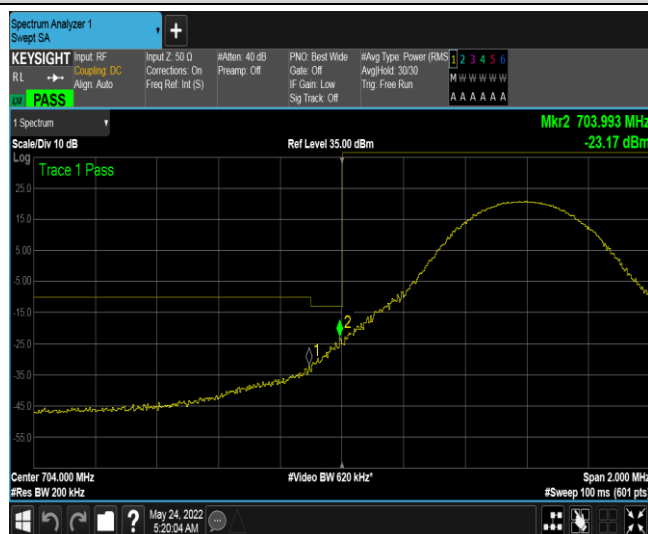 Spectrum Analyzer 1
Swept SA
KEYSIGHT
RL
LXI PASS
Input: RF
Coupling: DC
Align: Auto
Input Z: 50 Ω
Corrections: On
Freq Ref: Int (S)
#Atten: 40 dB
Preamp: Off
PNO: Best Wide
Gate: Off
IF Gain: Low
Sig Track: Off
#Avg Type: Power (RMS
Avg|Hold: 30/30
Trig: Free Run
1 2 3 4 5 6
M W W W W W
A A A A A A
1 Spectrum
Mkr2 703.993 MHz
Scale/Div 10 dB
Ref Level 35.00 dBm
-23.17 dBm
Log
Trace 1 Pass
25.0
15.0
5.00
-5.00
-15.0
2
-25.0
1
-35.0
-45.0
-55.0
Center 704.000 MHz
#Video BW 620 kHz*
Span 2.000 MHz
#Res BW 200 kHz
#Sweep 100 ms (601 pts)
?
May 24, 2022
5:20:04 AM